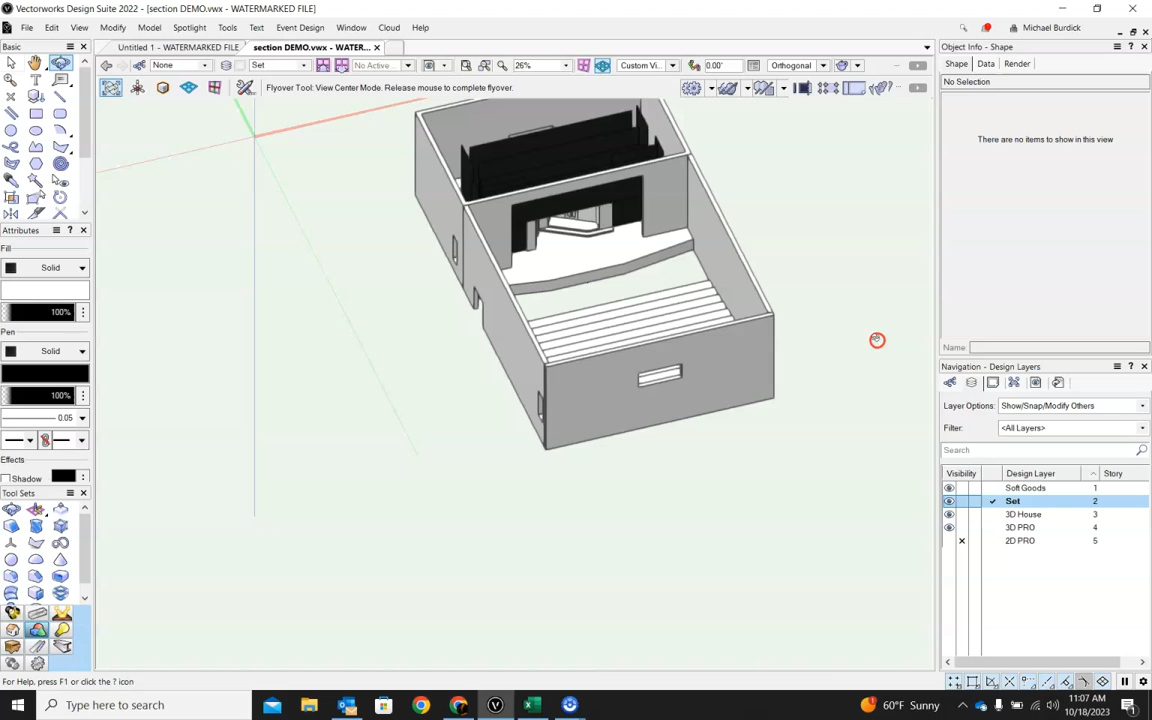 Vectorworks Design Suite 2022 - [section DEMO.vwx - WATERMARKED FILE]
File Edit View Modify Model Spotlight Tools Text Event Design Window Cloud Help
Michael Burdick
Basic
Untitled 1 - WATERMARKED FILE
section DEMO.vwx - WATER...
None
Set
No Active...
26%
Custom Vi...
0.00'
Orthogonal
Flyover Tool: View Center Mode. Release mouse to complete flyover.
Attributes
Fill
Solid
100%
Pen
Solid
100%
0.05
Effects
Shadow
Tool Sets
Object Info - Shape
Shape Data Render
No Selection
There are no items to show in this view
Name:
Navigation - Design Layers
Layer Options: Show/Snap/Modify Others
Filter: <All Layers>
Search
Visibility Design Layer # Story
Soft Goods 1
Set 2
3D House 3
3D PRO 4
2D PRO 5
For Help, press F1 or click the ? icon
Type here to search
60°F Sunny
11:07 AM
10/18/2023